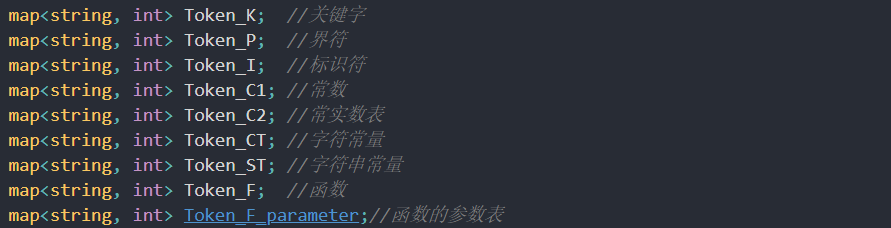 map<string, int> Token_K;  //关键字
map<string, int> Token_P;  //界符
map<string, int> Token_I;  //标识符
map<string, int> Token_C1; //常数
map<string, int> Token_C2; //常实数表
map<string, int> Token_CT; //字符常量
map<string, int> Token_ST; //字符串常量
map<string, int> Token_F;  //函数
map<string, int> Token_F_parameter;//函数的参数表